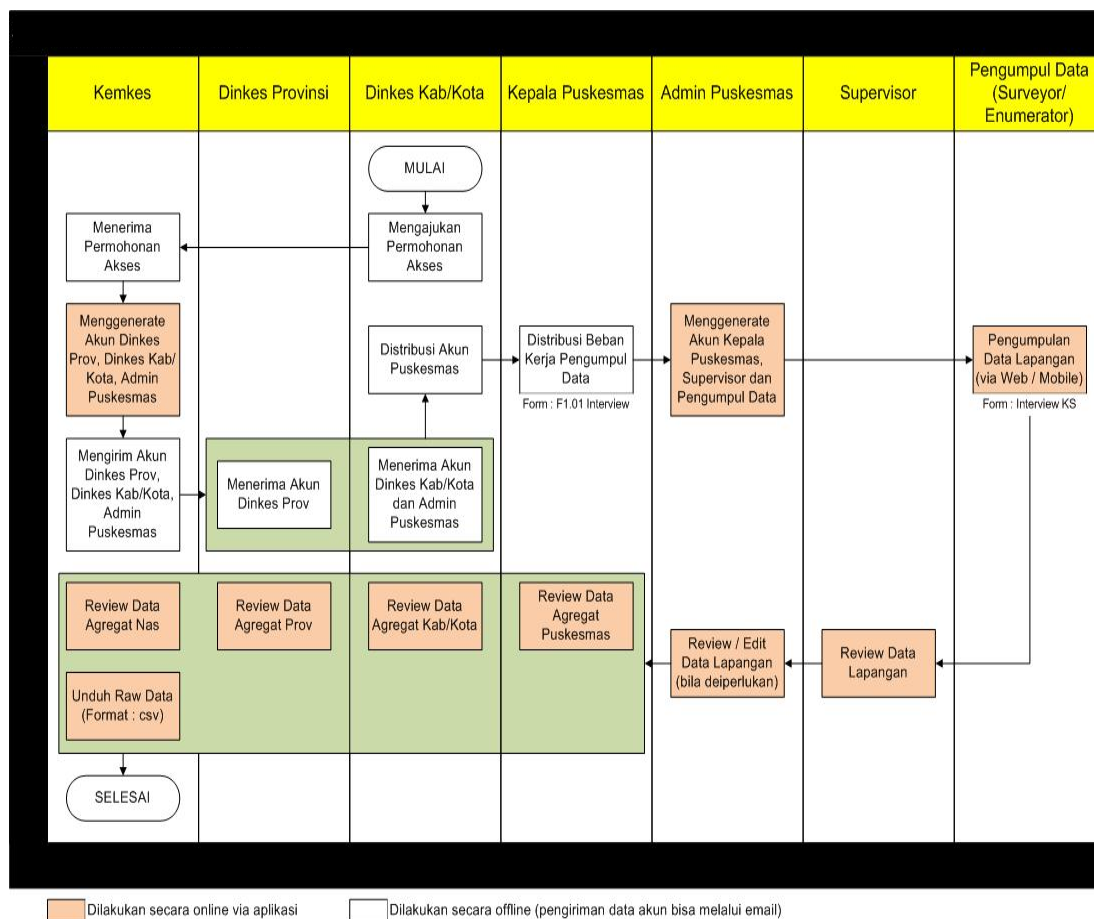 Kemkes
Dinkes Provinsi
Dinkes Kab/Kota
Kepala Puskesmas
Admin Puskesmas
Supervisor
Pengumpul Data
(Surveyor/
Enumerator)
MULAI
Menerima
Permohonan
Akses
Mengajukan
Permohonan
Akses
Menggenerate
Akun Dinkes
Prov, Dinkes Kab/
Kota, Admin
Puskesmas
Distribusi Akun
Puskesmas
Distribusi Beban
Kerja Pengumpul
Data
Form : F1.01 Interview
Menggenerate
Akun Kepala
Puskesmas,
Supervisor dan
Pengumpul Data
Pengumpulan
Data Lapangan
(via Web / Mobile)
Form : Interview KS
Mengirim Akun
Dinkes Prov,
Dinkes Kab/Kota,
Admin
Puskesmas
Menerima Akun
Dinkes Prov
Menerima Akun
Dinkes Kab/Kota
dan Admin
Puskesmas
Review Data
Agregat Nas
Review Data
Agregat Prov
Review Data
Agregat Kab/Kota
Review Data
Agregat
Puskesmas
Review / Edit
Data Lapangan
(bila deiperlukan)
Review Data
Lapangan
Unduh Raw Data
(Format : csv)
SELESAI
Dilakukan secara online via aplikasi
Dilakukan secara offline (pengiriman data akun bisa melalui email)